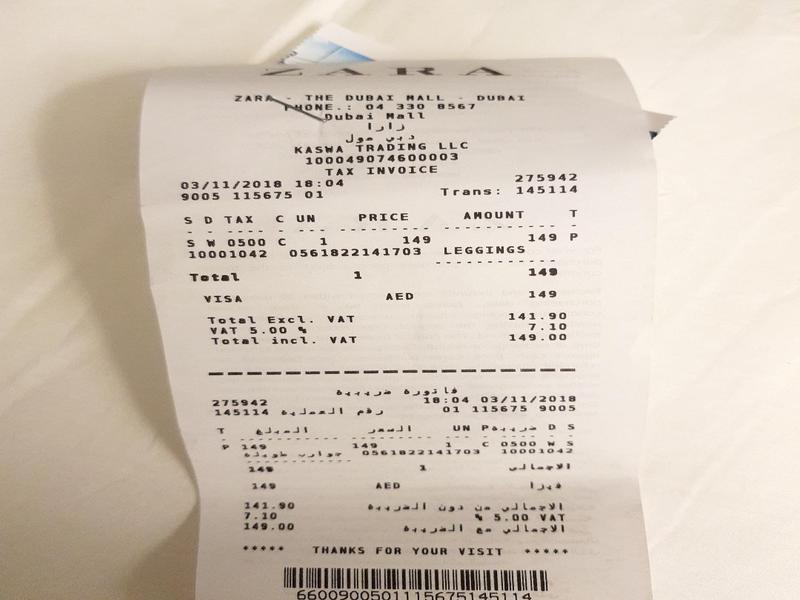 ZARA
ZARA - THE DUBAI MALL - DUBAI
PHONE.: 04 330 8567
Dubai Mall
زارا
دبي مول
KASWA TRADING LLC
100049074600003
TAX INVOICE
03/11/2018 18:04 275942
9005 115675 01 Trans: 145114
S D TAX C UN PRICE AMOUNT T
S W 0500 C 1 149 149 P
10001042 0561822141703 LEGGINGS
Total 1 149
VISA AED 149
Total Excl. VAT 141.90
VAT 5.00 % 7.10
Total incl. VAT 149.00
فاتورة ضريبية
275942 18:04 03/11/2018
145114 رقم العملية 01 115675 9005
T المبلغ السعر UN P ضريبة D S
P 149 149 1 C 0500 W S
جوارب طويلة 0561822141703 10001042
149 1 الاجمالي
149 AED فيزا
141.90 الاجمالي من دون الضريبة
7.10 % 5.00 VAT
149.00 الاجمالي مع الضريبة
***** THANKS FOR YOUR VISIT *****
6600900501115675145114